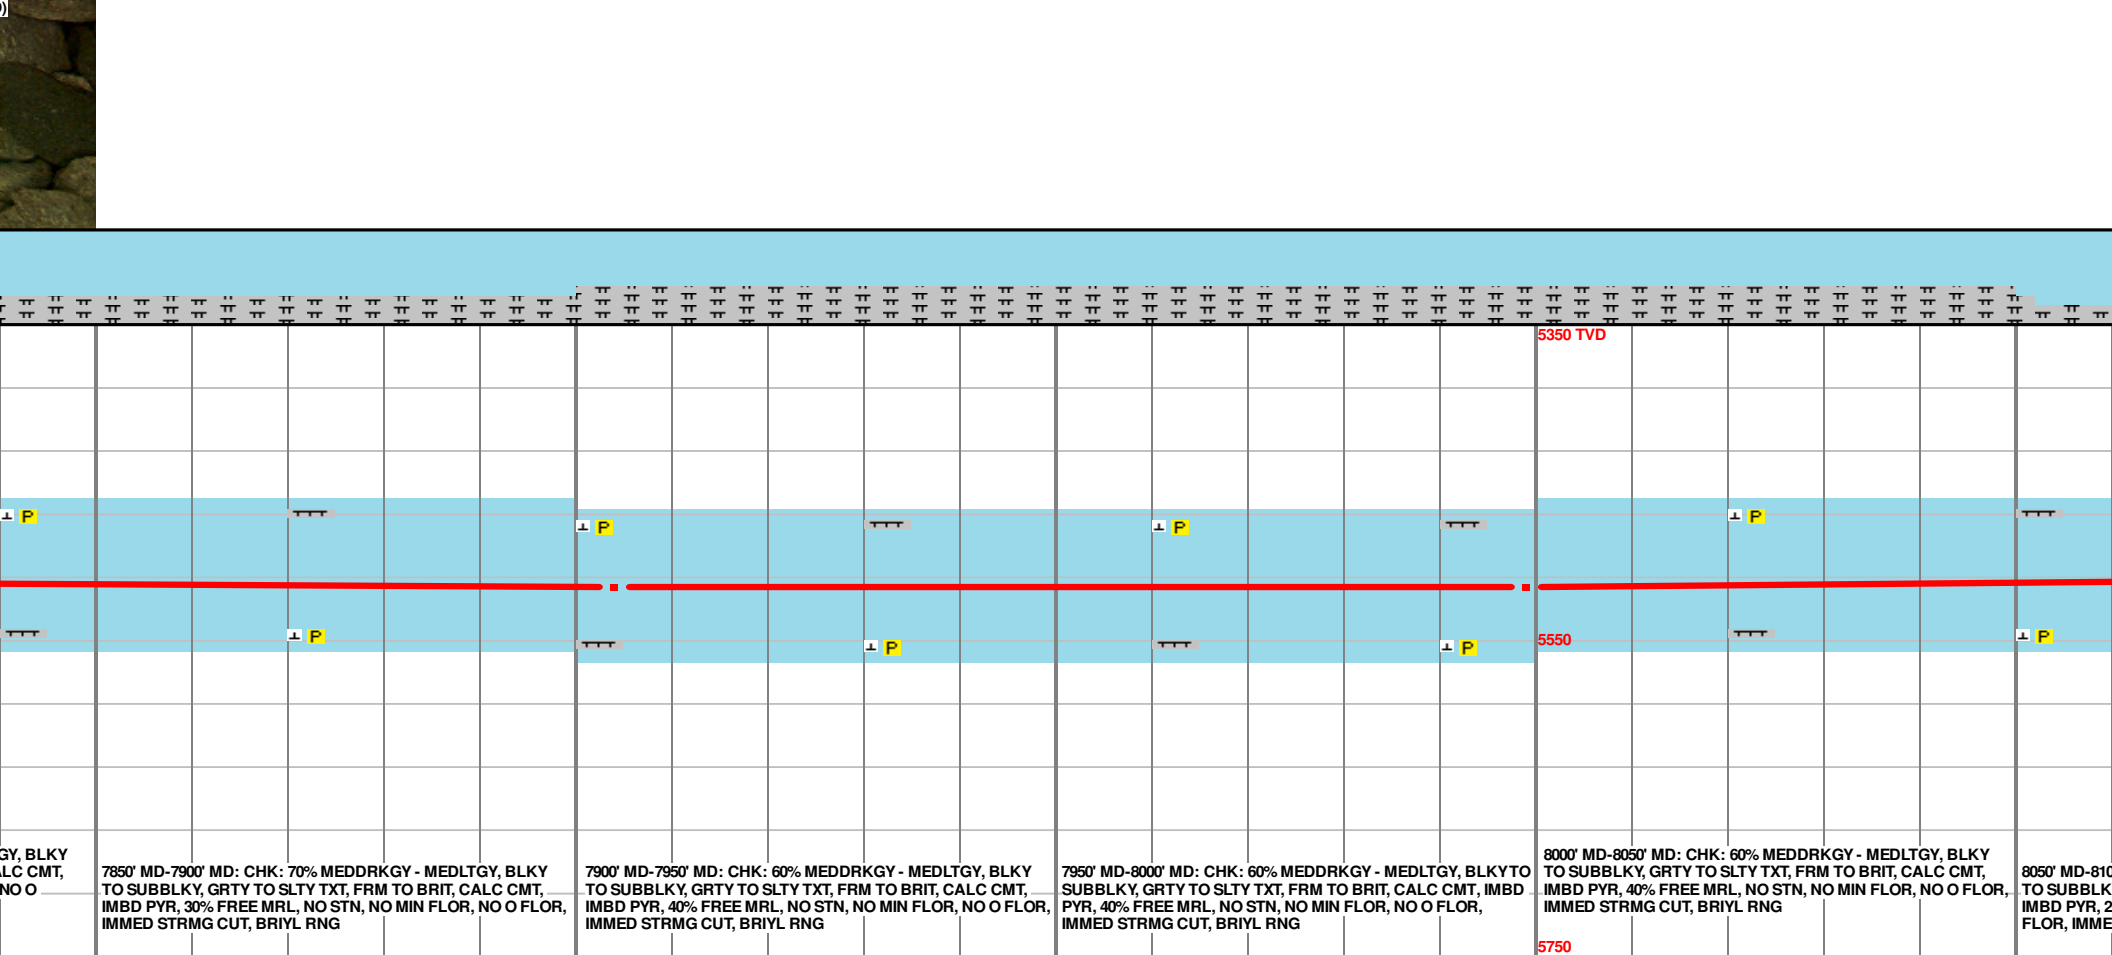 5350 TVD
P
P
P
P
P
P
P
5550
P
P
GY, BLKY
ALC CMT,
NO O
7850' MD-7900' MD: CHK: 70% MEDDRKGY - MEDLTGY, BLKY
TO SUBBLKY, GRTY TO SLTY TXT, FRM TO BRIT, CALC CMT,
IMBD PYR, 30% FREE MRL, NO STN, NO MIN FLOR, NO O FLOR,
IMMED STRMG CUT, BRIYL RNG
7900' MD-7950' MD: CHK: 60% MEDDRKGY - MEDLTGY, BLKY
TO SUBBLKY, GRTY TO SLTY TXT, FRM TO BRIT, CALC CMT,
IMBD PYR, 40% FREE MRL, NO STN, NO MIN FLOR, NO O FLOR,
IMMED STRMG CUT, BRIYL RNG
7950' MD-8000' MD: CHK: 60% MEDDRKGY - MEDLTGY, BLKY TO
SUBBLKY, GRTY TO SLTY TXT, FRM TO BRIT, CALC CMT, IMBD
PYR, 40% FREE MRL, NO STN, NO MIN FLOR, NO O FLOR,
IMMED STRMG CUT, BRIYL RNG
8000' MD-8050' MD: CHK: 60% MEDDRKGY - MEDLTGY, BLKY
TO SUBBLKY, GRTY TO SLTY TXT, FRM TO BRIT, CALC CMT,
IMBD PYR, 40% FREE MRL, NO STN, NO MIN FLOR, NO O FLOR,
IMMED STRMG CUT, BRIYL RNG
8050' MD-810
TO SUBBLK
IMBD PYR, 2
FLOR, IMME
5750